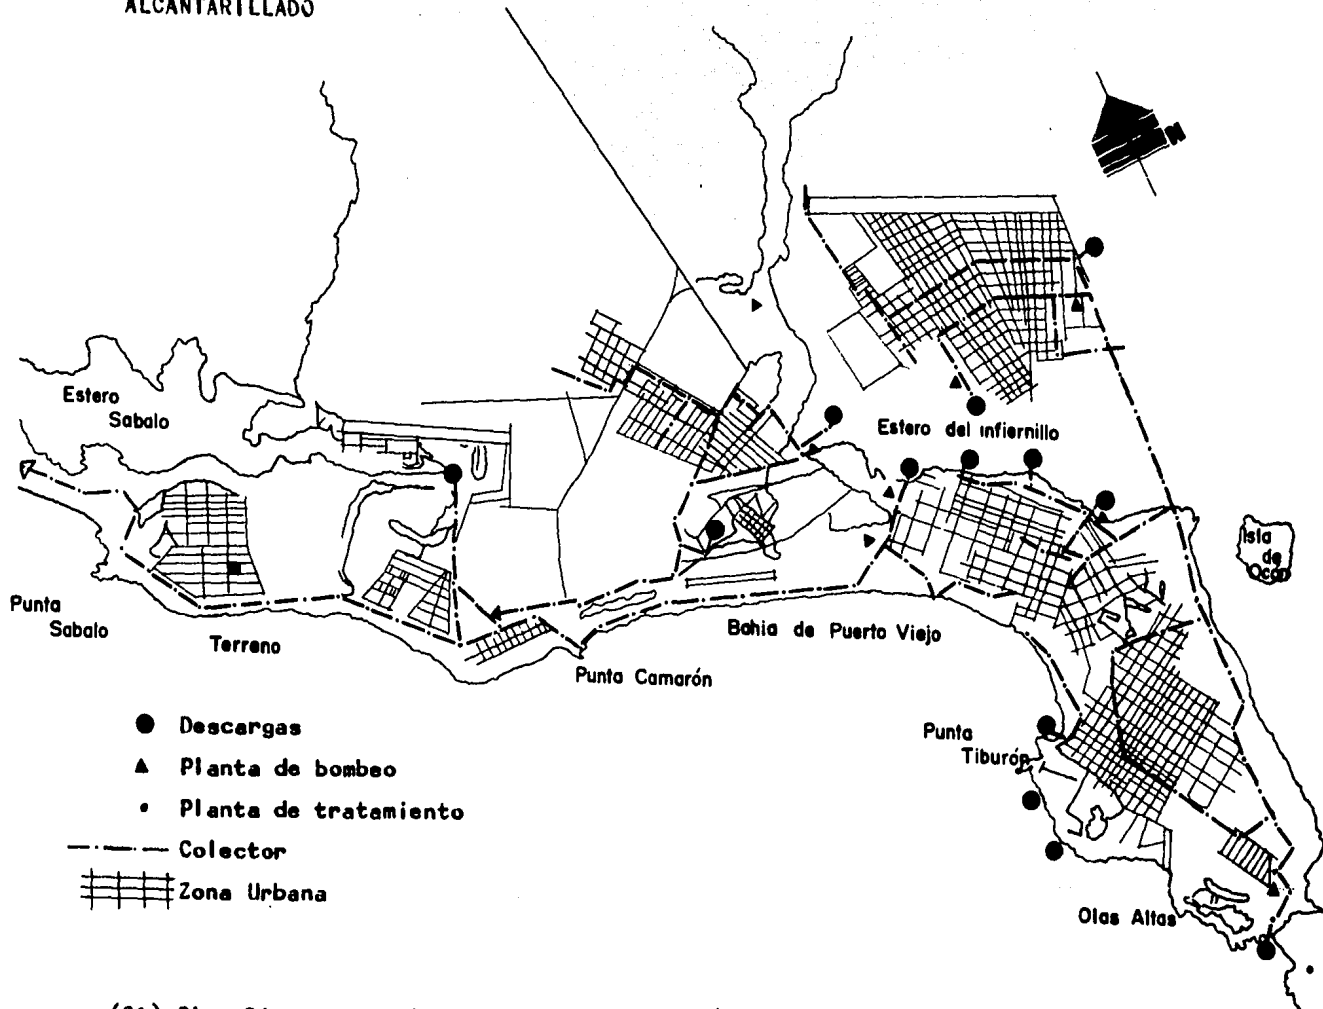 ALCANTARILLADO
Estero
Sabalo
Estero del infiernillo
Isla
de
Punta
Sabalo
Terreno
Bahia de Puerto Viejo
Punta Camarón
Punta
Tiburón
Olas Altas
Descargas
Planta de bombeo
Planta de tratamiento
Colector
Zona Urbana